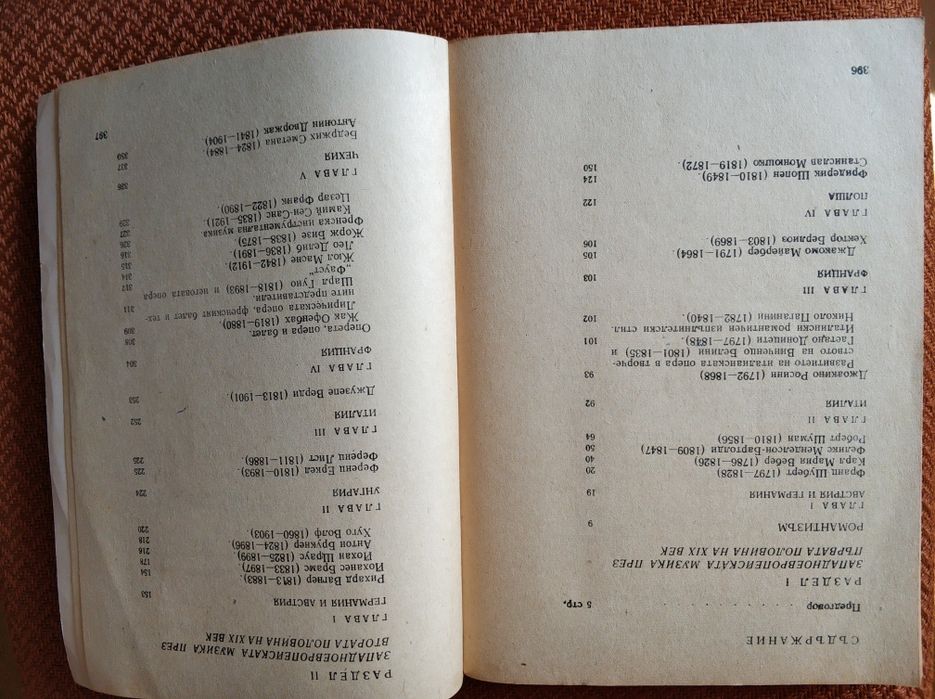 СЪДЪРЖАНИЕ
Предговор . . . . . . . . . . 5 стр.
РАЗДЕЛ I
ЗАПАДНОЕВРОПЕЙСКАТА МУЗИКА ПРЕЗ
ПЪРВАТА ПОЛОВИНА НА XIX ВЕК
РОМАНТИЗЪМ 9
ГЛАВА I
АВСТРИЯ И ГЕРМАНИЯ 19
Франц Шуберт (1797—1828) 20
Карл Мария Вебер (1786—1826) 40
Феликс Менделсон-Бартолди (1809—1847) 50
Роберт Шуман (1810—1856) 64
ГЛАВА II
ИТАЛИЯ 92
Джоакино Росини (1792—1868) 93
Развитието на италианската опера в творче-
ството на Винченцо Белини (1801—1835) и
Гаетано Доницети (1797—1848). 101
Италиански романтичен изпълнителски стил.
Николо Паганини (1782—1840). 102
ГЛАВА III
ФРАНЦИЯ 103
Джакомо Майербер (1791—1864) 105
Хектор Берлиоз (1803—1869). 106
ГЛАВА IV
ПОЛША 122
Фридерик Шопен (1810—1849) 124
Станислав Монюшко (1819—1872). 150
396
РАЗДЕЛ II
ЗАПАДНОЕВРОПЕЙСКАТА МУЗИКА ПРЕЗ
ВТОРАТА ПОЛОВИНА НА XIX ВЕК
ГЛАВА I
ГЕРМАНИЯ И АВСТРИЯ 153
Рихард Вагнер (1813—1883). 154
Йоханес Брамс (1833—1897). 178
Йохан Щраус (1825—1899). 216
Антон Брукнер (1824—1896). 218
Хуго Волф (1860—1903). 220
ГЛАВА II
УНГАРИЯ 224
Ференц Еркел (1810—1893) 225
Ференц Лист (1811—1886). 225
ГЛАВА III
ИТАЛИЯ 252
Джузепе Верди (1813—1901). 253
ГЛАВА IV
ФРАНЦИЯ 304
Оперета, опера и балет. 308
Жак Офенбах (1819—1880). 309
Лирическата опера, френският балет и тех-
ните представители. 311
Шарл Гуно (1818—1893) и неговата опера
„Фауст“ 314
Жюл Масне (1842—1912). 315
Лео Делиб (1836—1891). 316
Жорж Бизе (1838—1875). 326
Френска инструментална музика 327
Камий Сен-Санс (1835—1921). 329
Цезар Франк (1822—1890). 336
ГЛАВА V
ЧЕХИЯ 337
Беджих Сметана (1824—1884).
Антонин Дворжак (1841—1904)
397